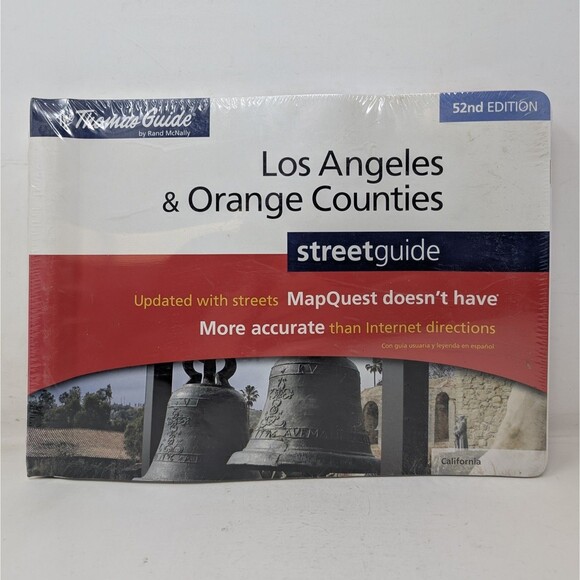 The Thomas Guide
by Rand McNally
52nd EDITION
Los Angeles
& Orange Counties
streetguide
Updated with streets MapQuest doesn't have
More accurate than Internet directions
Con guía usuaria y leyenda en español
California